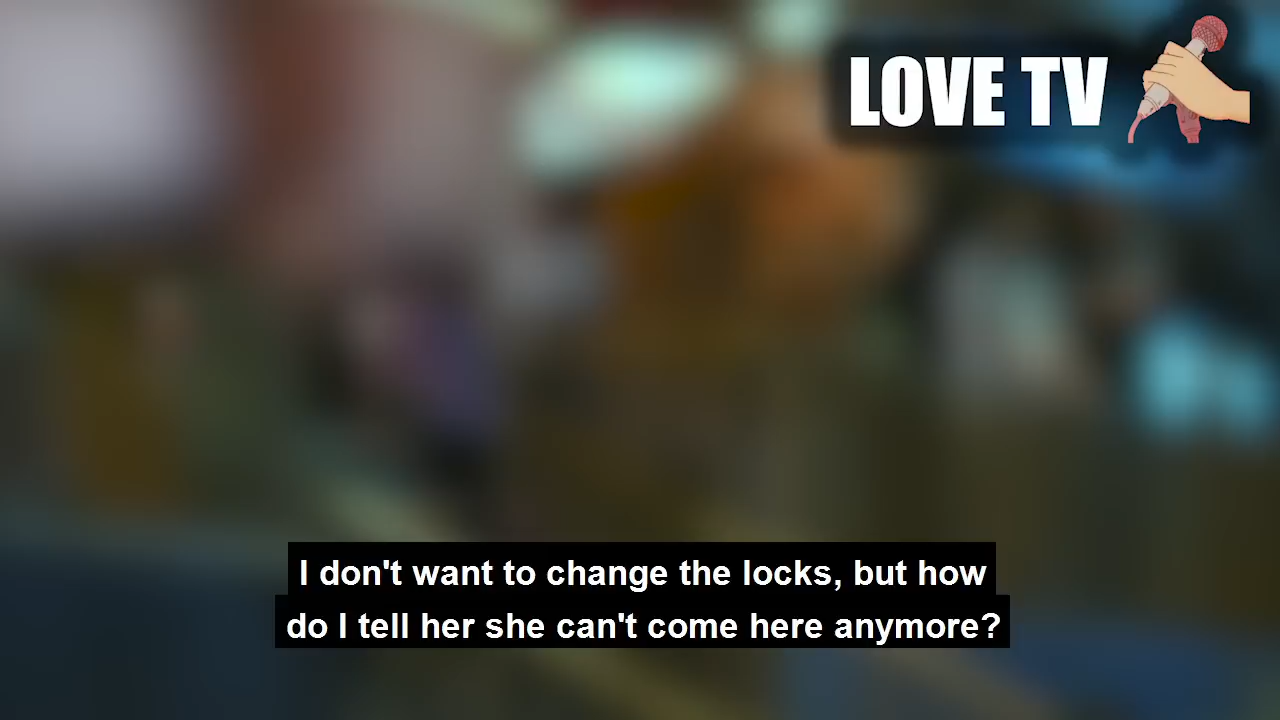 LOVE TV
I don't want to change the locks, but how
do I tell her she can't come here anymore?